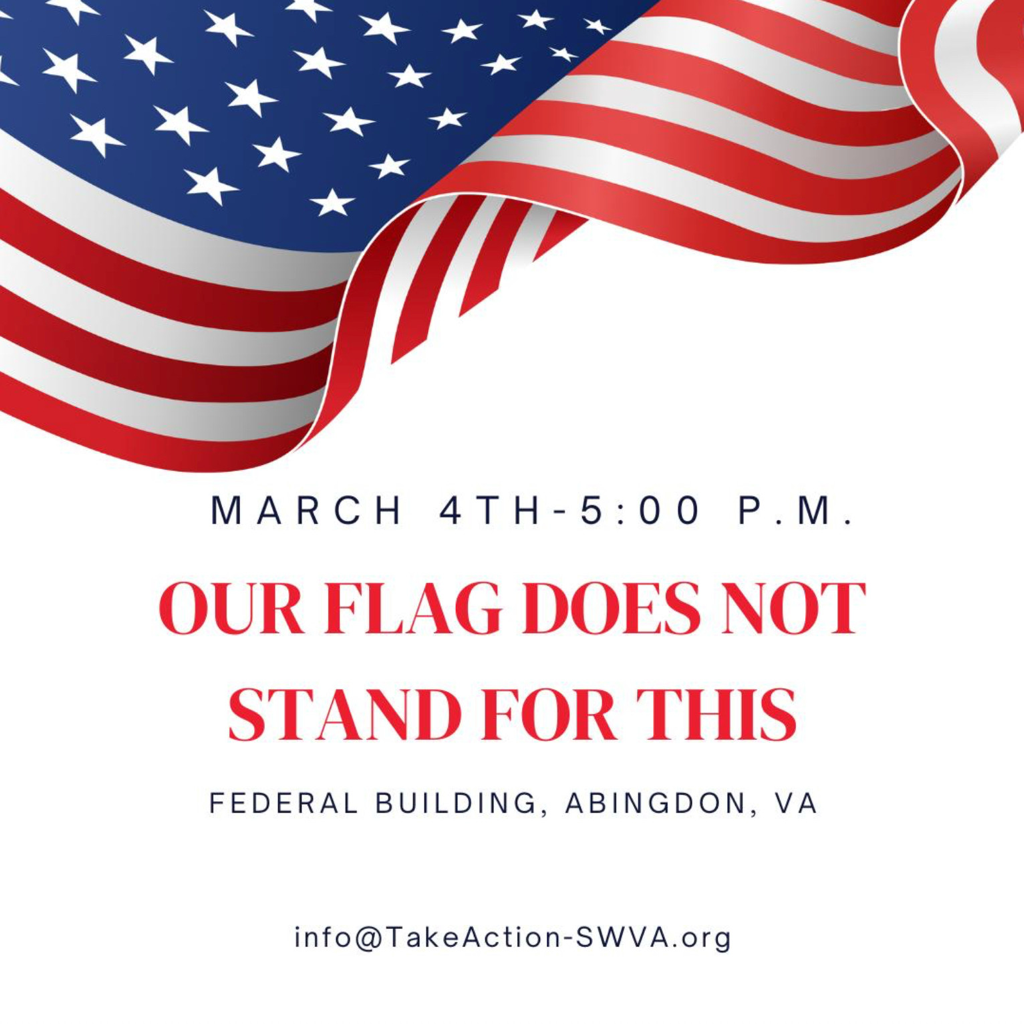 MARCH 4TH-5:00 P.M.
OUR FLAG DOES NOT
STAND FOR THIS
FEDERAL BUILDING, ABINGDON, VA
info@TakeAction-SWVA.org